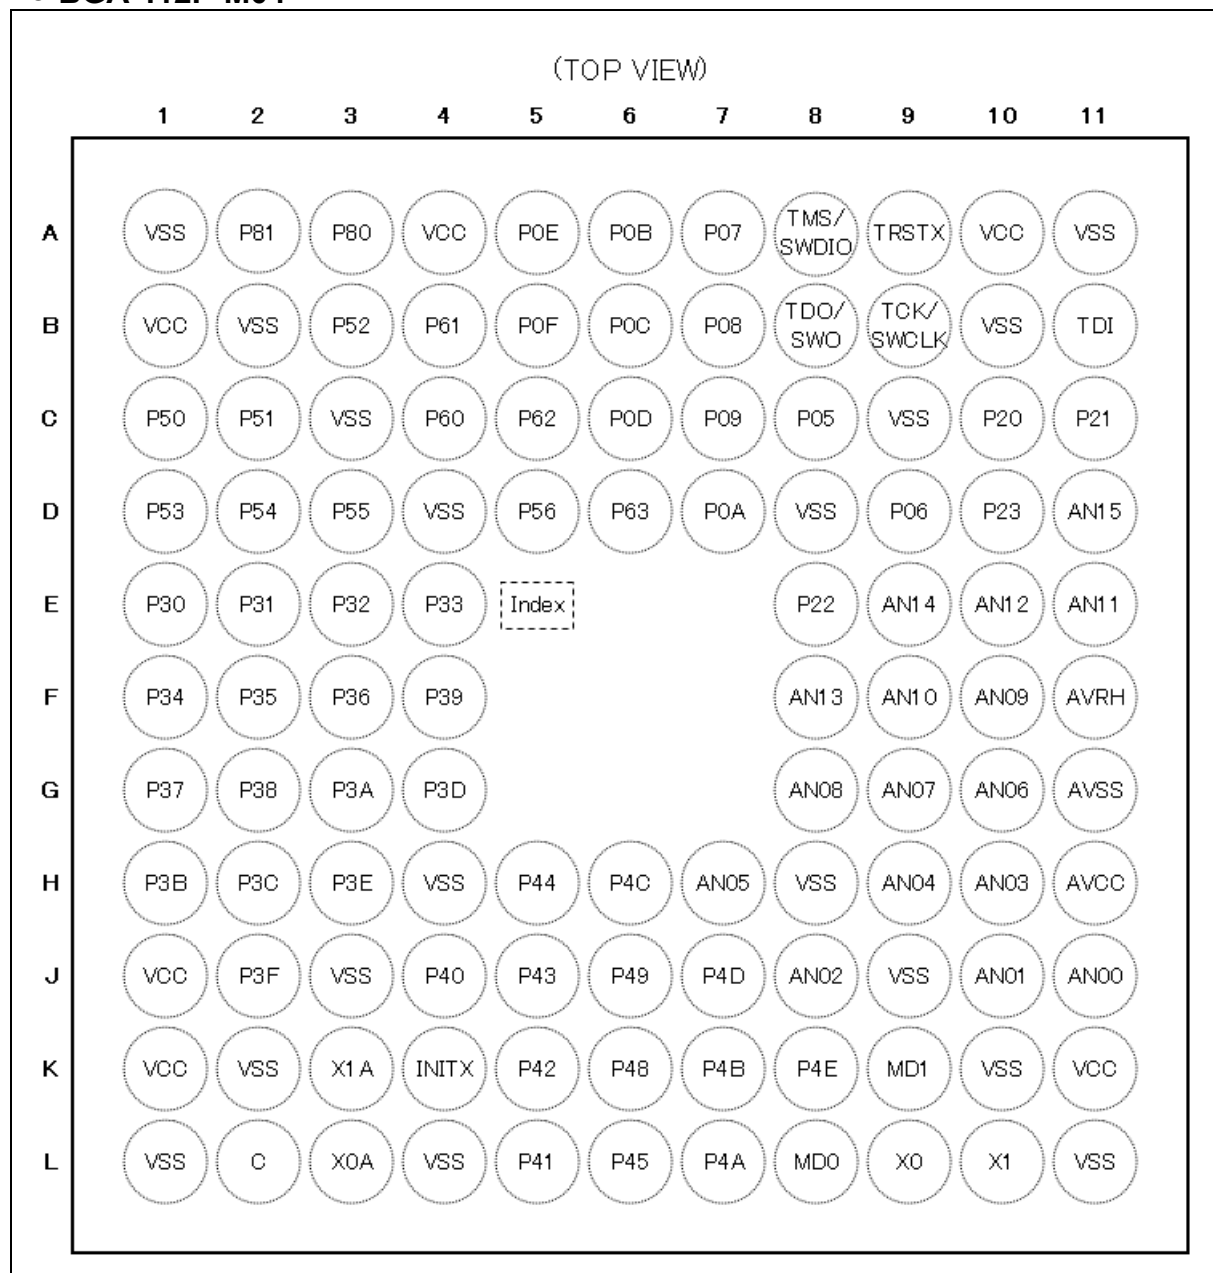 (TOP VIEW)
1 2 3 4 5 6 7 8 9 10 11
A VSS P81 P80 VCC P0E P0B P07 TMS/ SWDIO TRSTX VCC VSS
B VCC VSS P52 P61 P0F P0C P08 TDO/ SWO TCK/ SWCLK VSS TDI
C P50 P51 VSS P60 P62 P0D P09 P05 VSS P20 P21
D P53 P54 P55 VSS P56 P63 P0A VSS P06 P23 AN15
E P30 P31 P32 P33 Index P22 AN14 AN12 AN11
F P34 P35 P36 P39 AN13 AN10 AN09 AVRH
G P37 P38 P3A P3D AN08 AN07 AN06 AVSS
H P3B P3C P3E VSS P44 P4C AN05 VSS AN04 AN03 AVCC
J VCC P3F VSS P40 P43 P49 P4D AN02 VSS AN01 AN00
K VCC VSS X1A INITX P42 P48 P4B P4E MD1 VSS VCC
L VSS C X0A VSS P41 P45 P4A MD0 X0 X1 VSS